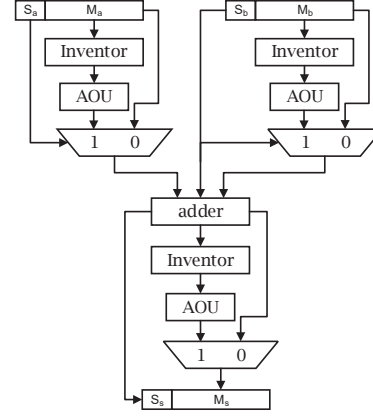 Sa Ma Sb Mb
Inventor Inventor
AOU AOU
1 0 1 0
adder
Inventor
AOU
1 0
Ss Ms